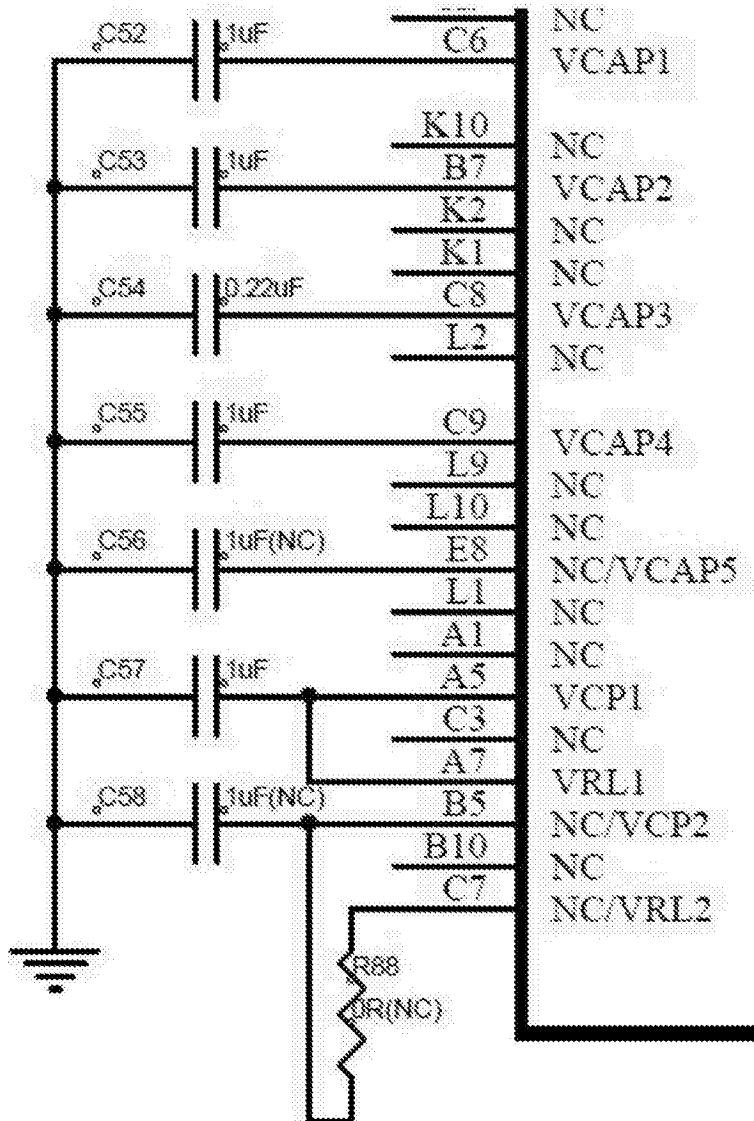 NC
C52 1uF C6 VCAP1
K10 NC
C53 1uF B7 VCAP2
K2 NC
K1 NC
C54 0.22uF C8 VCAP3
L2 NC
C55 1uF C9 VCAP4
L9 NC
L10 NC
C56 1uF(NC) E8 NC/VCAP5
L1 NC
A1 NC
C57 1uF A5 VCP1
C3 NC
A7 VRL1
C58 1uF(NC) B5 NC/VCP2
B10 NC
C7 NC/VRL2
R88
0R(NC)